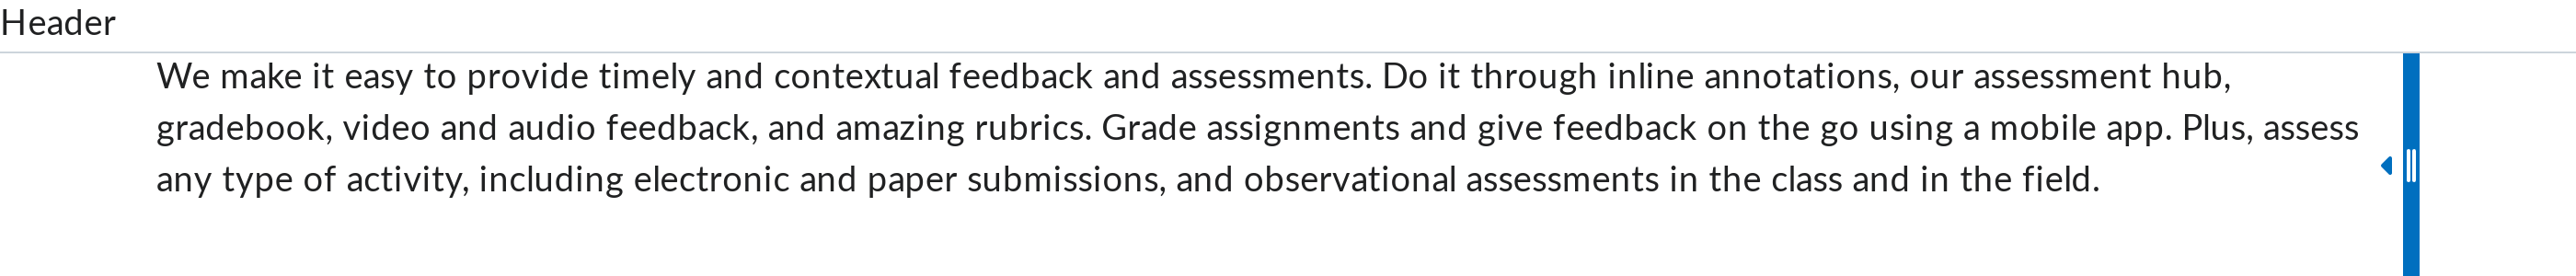 Header
We make it easy to provide timely and contextual feedback and assessments. Do it through inline annotations, our assessment hub,
gradebook, video and audio feedback, and amazing rubrics. Grade assignments and give feedback on the go using a mobile app. Plus, assess
any type of activity, including electronic and paper submissions, and observational assessments in the class and in the field.